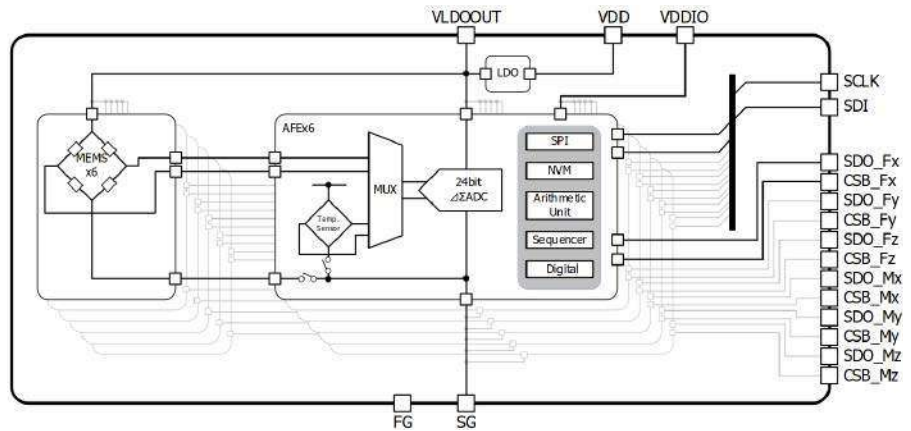 VLDOOUT
VDD
VDDIO
LDO
SCLK
SDI
AFEx6
MEMS
x6
MUX
24bit
⊿ΣADC
Temp.
Sensor
SPI
NVM
Arithmetic
Unit
Sequencer
Digital
SDO_Fx
CSB_Fx
SDO_Fy
CSB_Fy
SDO_Fz
CSB_Fz
SDO_Mx
CSB_Mx
SDO_My
CSB_My
SDO_Mz
CSB_Mz
FG
SG